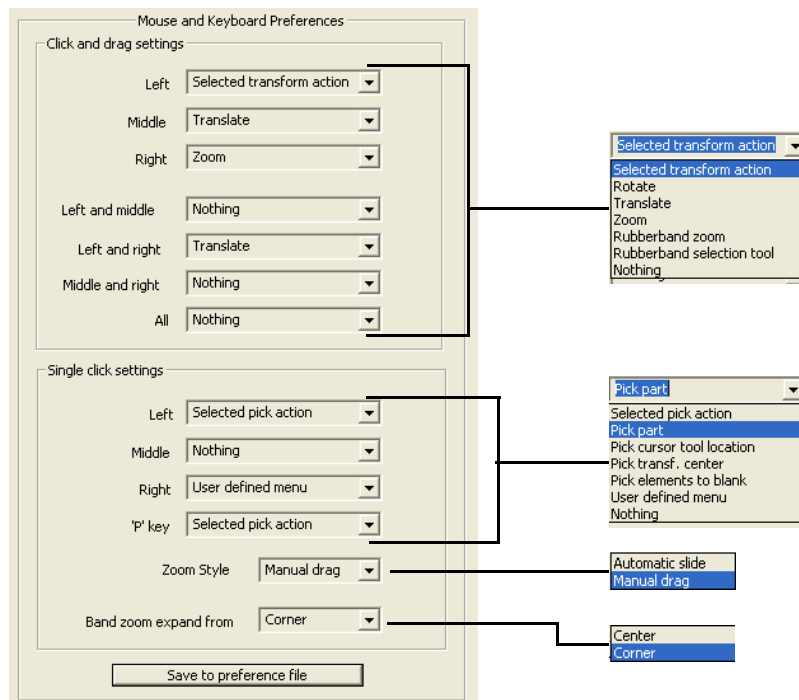 Mouse and Keyboard Preferences
Click and drag settings
Left Selected transform action
Middle Translate
Right Zoom
Left and middle Nothing
Left and right Translate
Middle and right Nothing
All Nothing
Selected transform action
Selected transform action
Rotate
Translate
Zoom
Rubberband zoom
Rubberband selection tool
Nothing
Single click settings
Left Selected pick action
Middle Nothing
Right User defined menu
'P' key Selected pick action
Pick part
Selected pick action
Pick part
Pick cursor tool location
Pick transf. center
Pick elements to blank
User defined menu
Nothing
Zoom Style Manual drag
Automatic slide
Manual drag
Band zoom expand from Corner
Center
Corner
Save to preference file